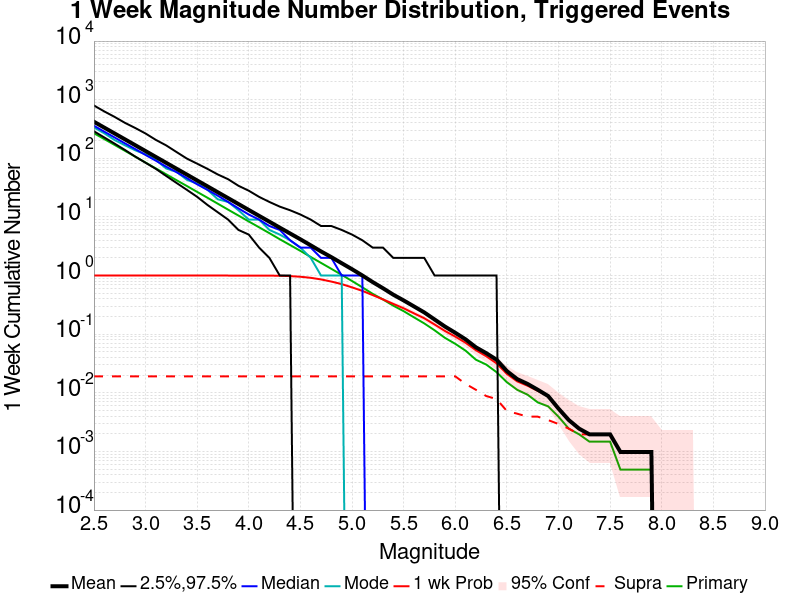 1 Week Magnitude Number Distribution, Triggered Events
10^4
10^3
10^2
10^1
10^0
10^-1
10^-2
10^-3
10^-4
1 Week Cumulative Number
2.5 3.0 3.5 4.0 4.5 5.0 5.5 6.0 6.5 7.0 7.5 8.0 8.5 9.0
Magnitude
Mean 2.5%,97.5% Median Mode 1 wk Prob 95% Conf Supra Primary